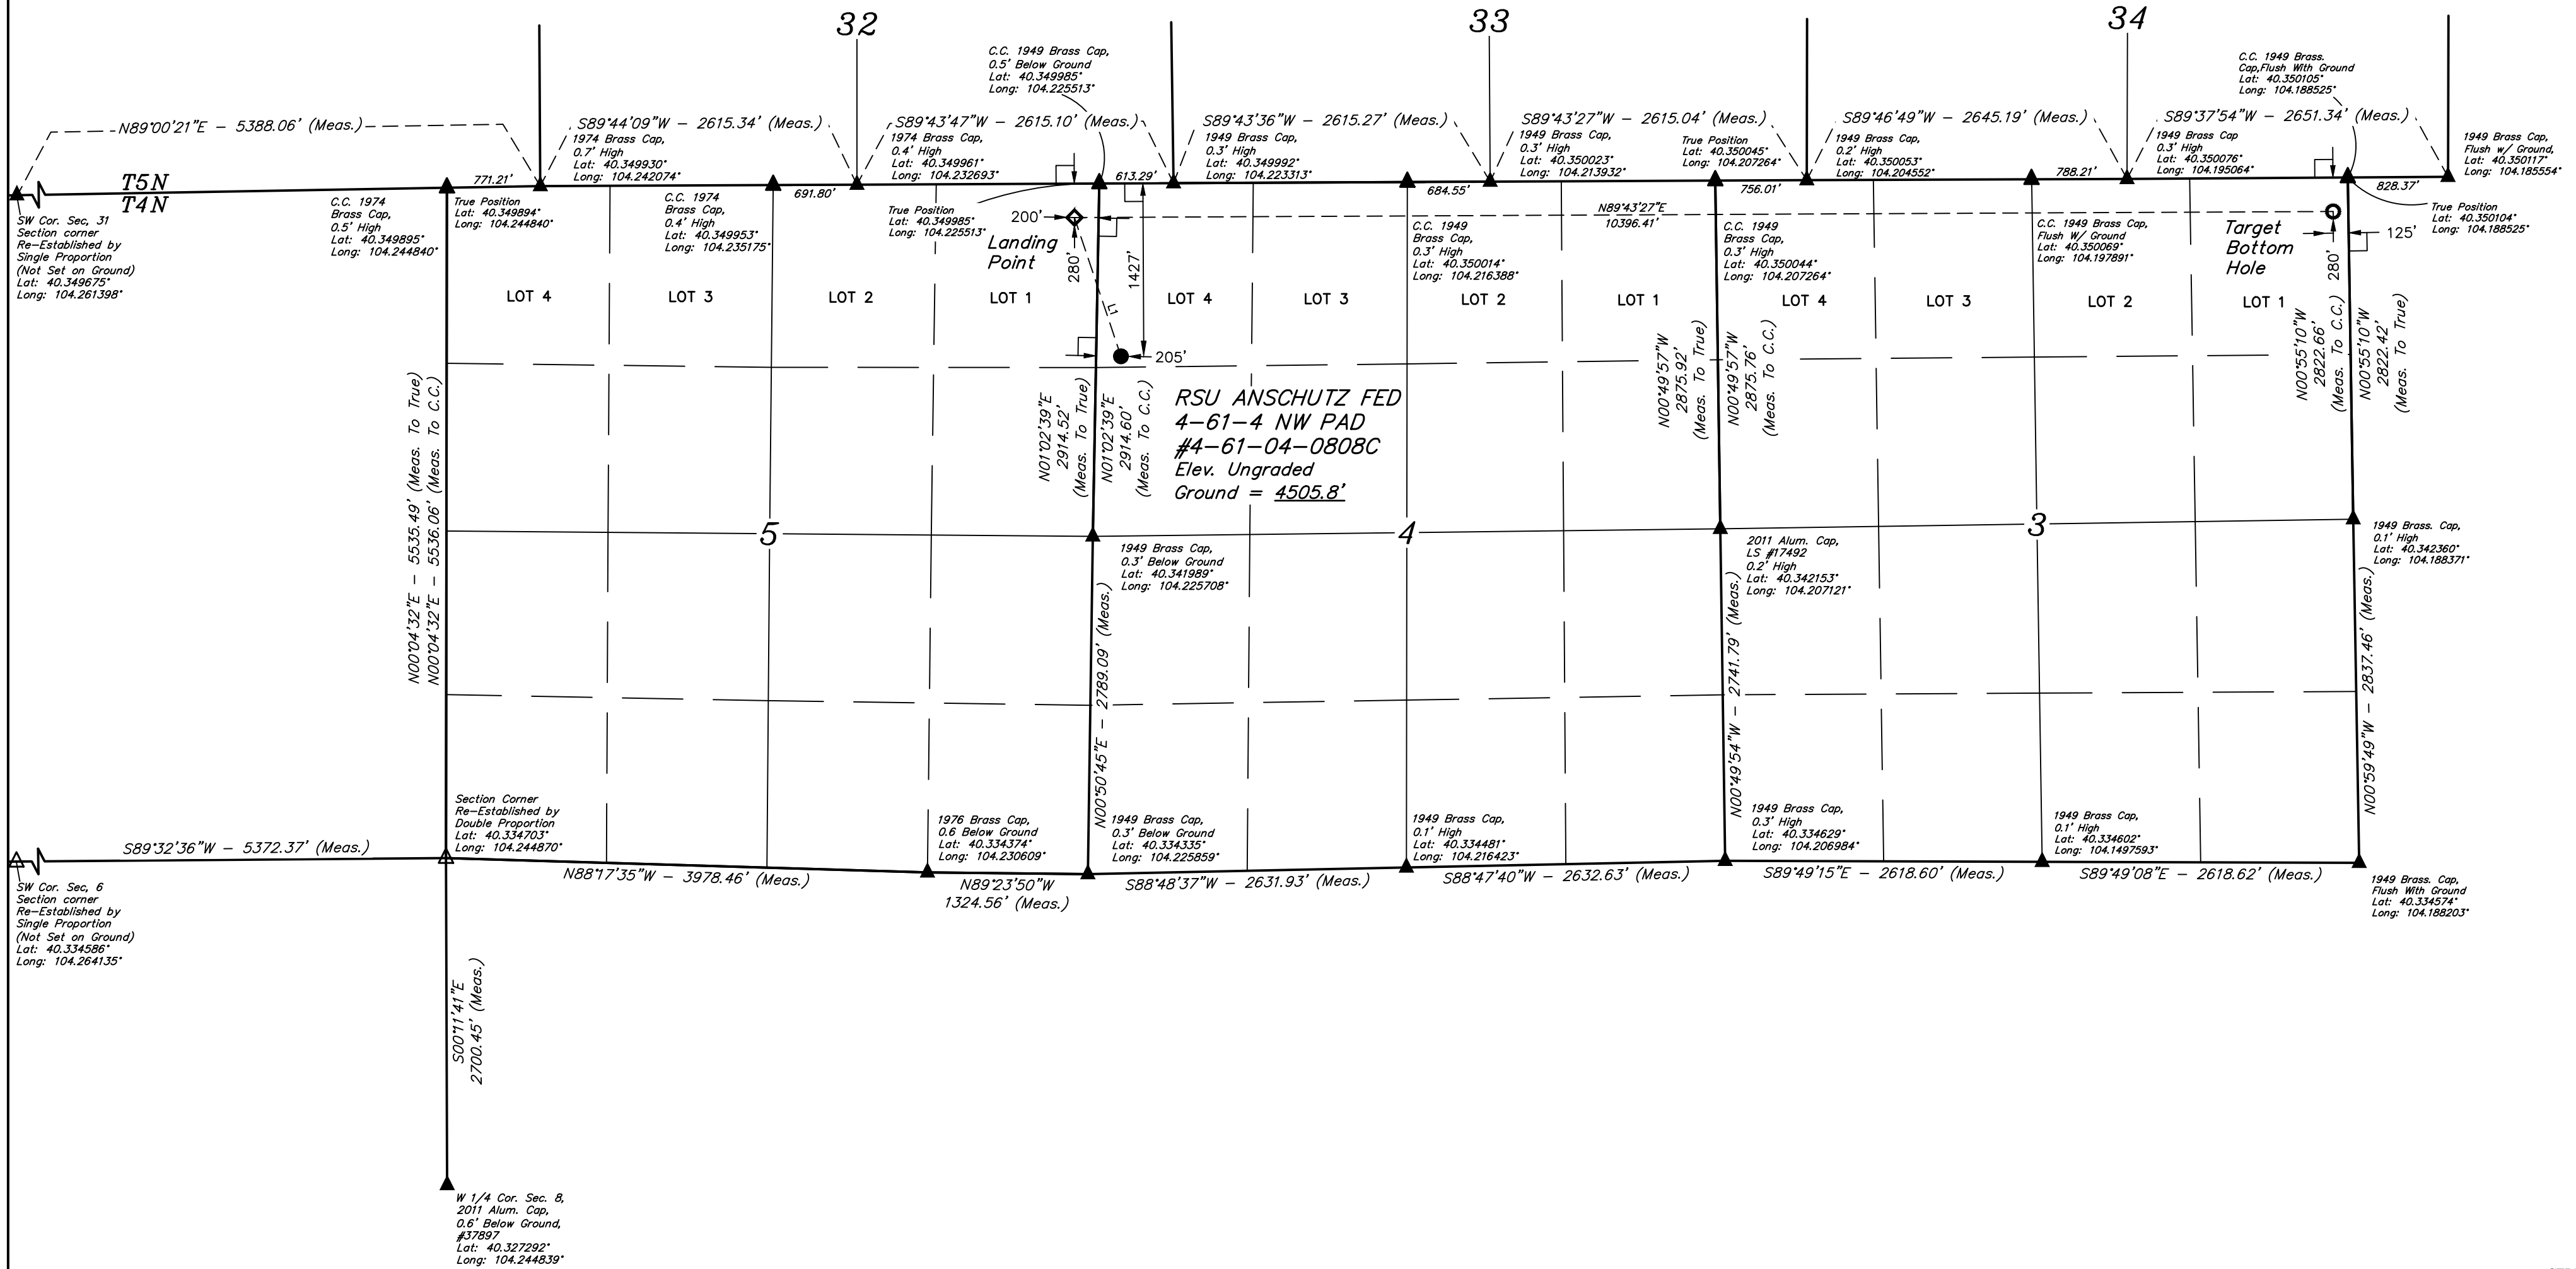 32
33
34
C.C. 1949 Brass Cap,
0.5' Below Ground
Lat: 40.349985°
Long: 104.225513°
C.C. 1949 Brass.
Cap,Flush With Ground
Lat: 40.350105°
Long: 104.188525°
N89°00'21"E - 5388.06' (Meas.)
S89°44'09"W - 2615.34' (Meas.)
S89°43'47"W - 2615.10' (Meas.)
S89°43'36"W - 2615.27' (Meas.)
S89°43'27"W - 2615.04' (Meas.)
S89°46'49"W - 2645.19' (Meas.)
S89°37'54"W - 2651.34' (Meas.)
1974 Brass Cap,
0.7' High
Lat: 40.349930°
Long: 104.242074°
1974 Brass Cap,
0.4' High
Lat: 40.349961°
Long: 104.232693°
1949 Brass Cap,
0.3' High
Lat: 40.349992°
Long: 104.223313°
1949 Brass Cap,
0.3' High
Lat: 40.350023°
Long: 104.213932°
True Position
Lat: 40.350045°
Long: 104.207264°
1949 Brass Cap,
0.2' High
Lat: 40.350053°
Long: 104.204552°
1949 Brass Cap
0.3' High
Lat: 40.350076°
Long: 104.195064°
1949 Brass Cap,
Flush w/ Ground,
Lat: 40.350117°
Long: 104.185554°
T5N
T4N
771.21'
691.80'
613.29'
684.55'
756.01'
788.21'
828.37'
SW Cor. Sec, 31
Section corner
Re-Established by
Single Proportion
(Not Set on Ground)
Lat: 40.349675°
Long: 104.261398°
C.C. 1974
Brass Cap,
0.5' High
Lat: 40.349895°
Long: 104.244840°
True Position
Lat: 40.349894°
Long: 104.244840°
C.C. 1974
Brass Cap,
0.4' High
Lat: 40.349953°
Long: 104.235175°
True Position
Lat: 40.349985°
Long: 104.225513°
200'
Landing
Point
280'
1427'
L1
205'
N89°43'27"E
10396.41'
C.C. 1949
Brass Cap,
0.3' High
Lat: 40.350014°
Long: 104.216388°
C.C. 1949
Brass Cap,
0.3' High
Lat: 40.350044°
Long: 104.207264°
C.C. 1949 Brass Cap,
Flush W/ Ground
Lat: 40.350069°
Long: 104.197891°
Target
Bottom
Hole
280'
125'
True Position
Lat: 40.350104°
Long: 104.188525°
LOT 4
LOT 3
LOT 2
LOT 1
LOT 4
LOT 3
LOT 2
LOT 1
LOT 4
LOT 3
LOT 2
LOT 1
N00°04'32"E - 5535.49' (Meas. To True)
N00°04'32"E - 5536.06' (Meas. To C.C.)
N01°02'39"E
2914.52'
(Meas. To True)
N01°02'39"E
2914.60'
(Meas. To C.C.)
RSU ANSCHUTZ FED
4-61-4 NW PAD
#4-61-04-0808C
Elev. Ungraded
Ground = 4505.8'
N00°49'57"W
2875.92'
(Meas. To True)
N00°49'57"W
2875.76'
(Meas. To C.C.)
N00°55'10"W
2822.66'
(Meas. To C.C.)
N00°55'10"W
2822.42'
(Meas. To True)
5
4
3
1949 Brass Cap,
0.3' Below Ground
Lat: 40.341989°
Long: 104.225708°
2011 Alum. Cap,
LS #17492
0.2' High
Lat: 40.342153°
Long: 104.207121°
1949 Brass. Cap,
0.1' High
Lat: 40.342360°
Long: 104.188371°
N00°50'45"E - 2789.09' (Meas.)
N00°49'54"W - 2741.79' (Meas.)
N00°59'49"W - 2837.46' (Meas.)
Section Corner
Re-Established by
Double Proportion
Lat: 40.334703°
Long: 104.244870°
1976 Brass Cap,
0.6 Below Ground
Lat: 40.334374°
Long: 104.230609°
1949 Brass Cap,
0.3' Below Ground
Lat: 40.334335°
Long: 104.225859°
1949 Brass Cap,
0.1' High
Lat: 40.334481°
Long: 104.216423°
1949 Brass Cap,
0.3' High
Lat: 40.334629°
Long: 104.206984°
1949 Brass Cap,
0.1' High
Lat: 40.334602°
Long: 104.1497593°
1949 Brass. Cap,
Flush With Ground
Lat: 40.334574°
Long: 104.188203°
S89°32'36"W - 5372.37' (Meas.)
N88°17'35"W - 3978.46' (Meas.)
N89°23'50"W
1324.56' (Meas.)
S88°48'37"W - 2631.93' (Meas.)
S88°47'40"W - 2632.63' (Meas.)
S89°49'15"E - 2618.60' (Meas.)
S89°49'08"E - 2618.62' (Meas.)
SW Cor. Sec, 6
Section corner
Re-Established by
Single Proportion
(Not Set on Ground)
Lat: 40.334586°
Long: 104.264135°
S00°11'41"E
2700.45' (Meas.)
W 1/4 Cor. Sec. 8,
2011 Alum. Cap,
0.6' Below Ground,
#37897
Lat: 40.327292°
Long: 104.244839°